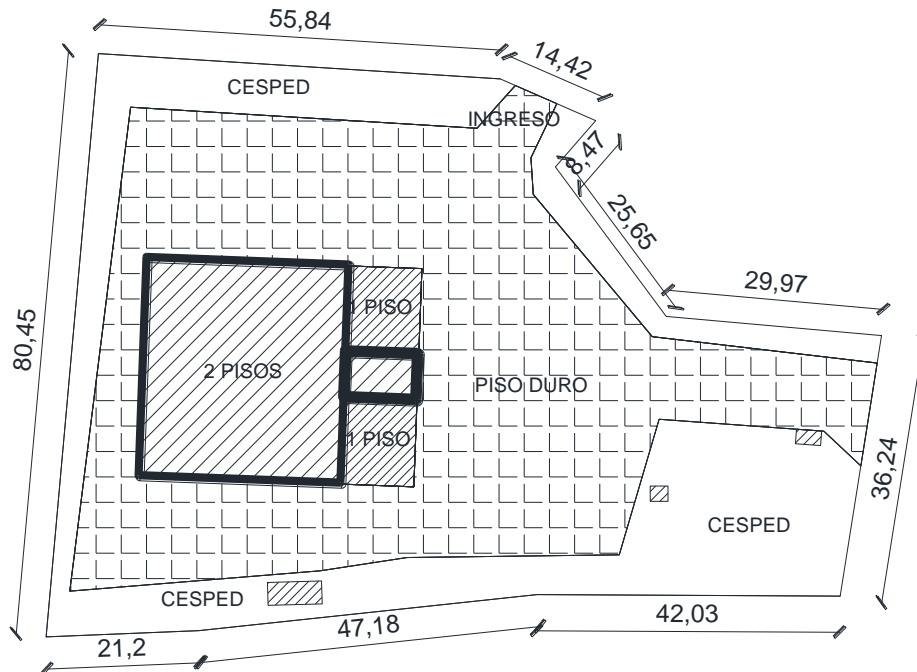 55,84
14,42
CESPED
INGRESO
8,47
25,65
29,97
80,45
1 PISO
2 PISOS
PISO DURO
1 PISO
36,24
CESPED
CESPED
21,2
47,18
42,03